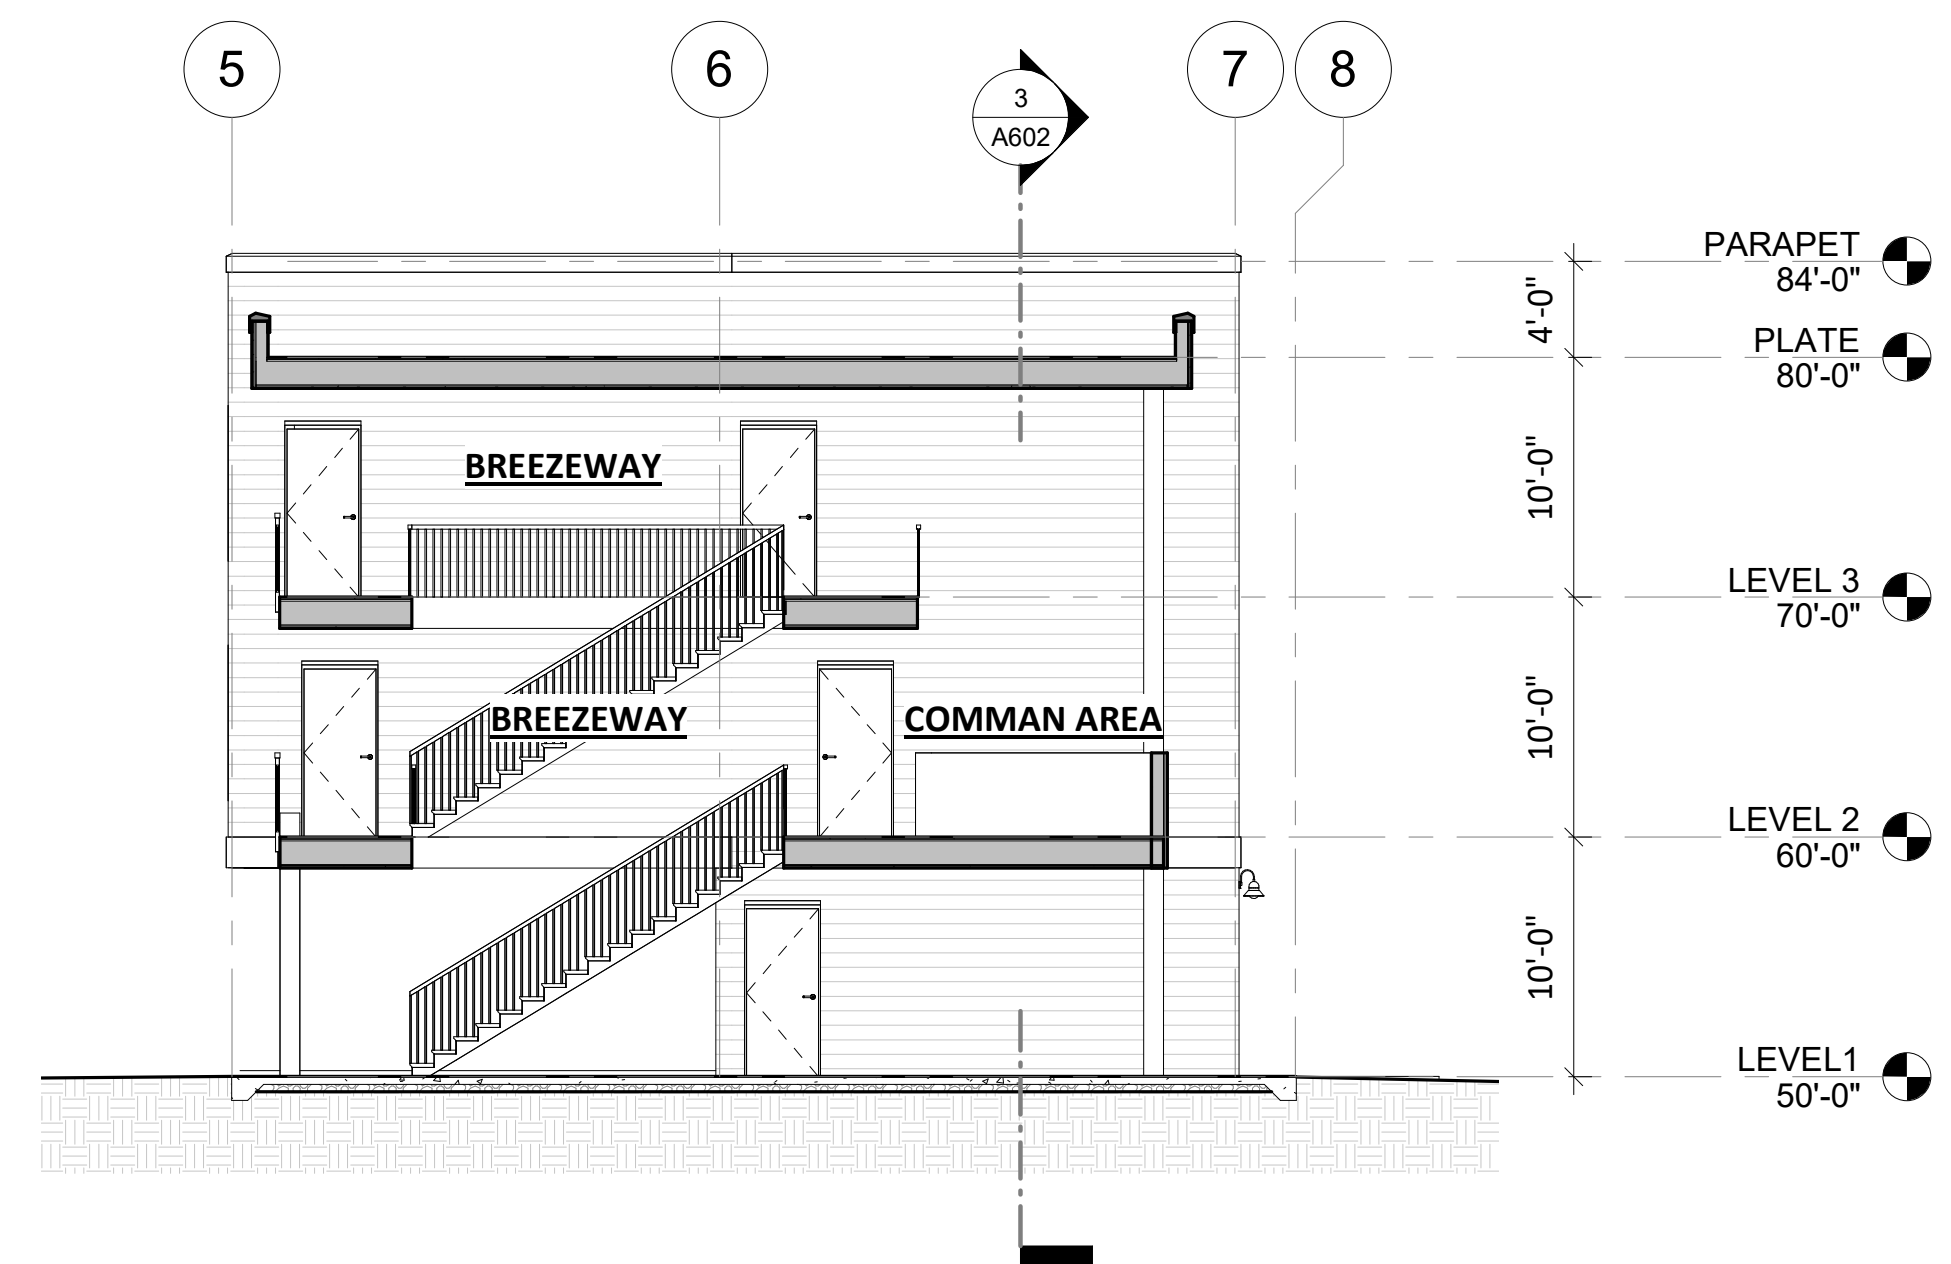 5
6
3
A602
7
8
PARAPET
84'-0"
4'-0"
PLATE
80'-0"
10'-0"
BREEZEWAY
LEVEL 3
70'-0"
10'-0"
BREEZEWAY
COMMAN AREA
LEVEL 2
60'-0"
10'-0"
LEVEL1
50'-0"